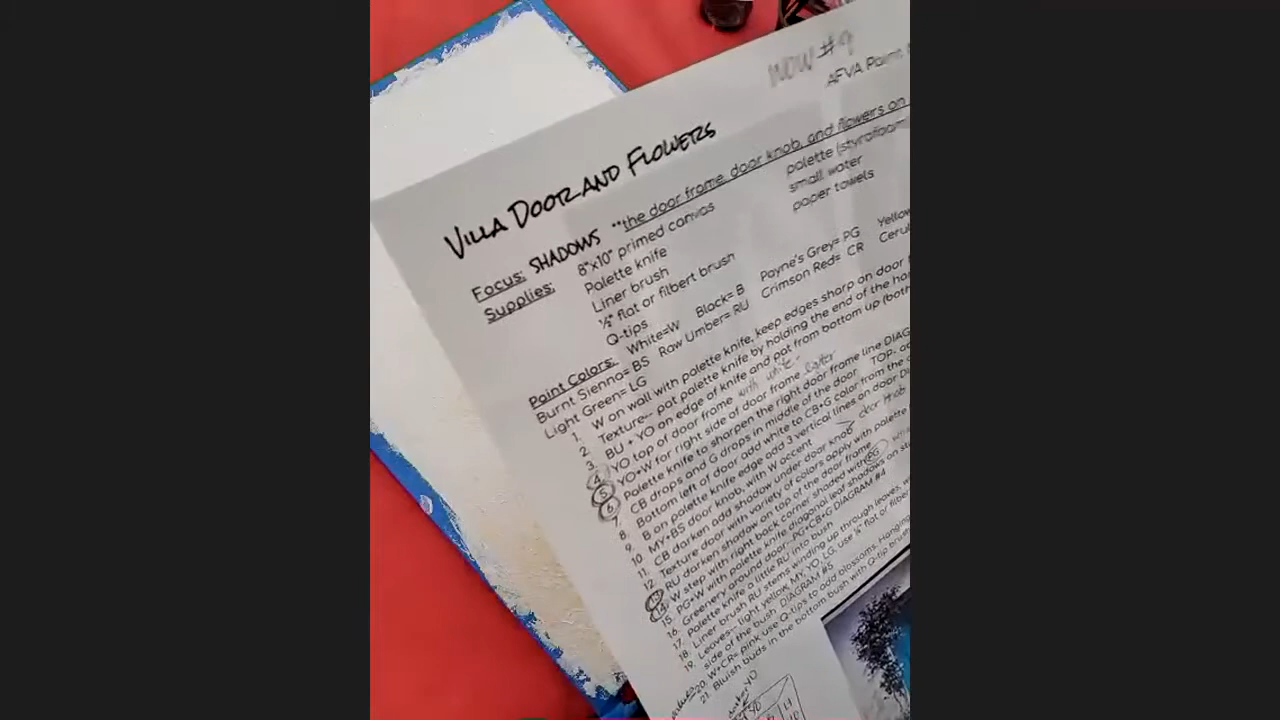 WOW #9
AFVA Paint
VILLA DOOR AND FLOWERS
Focus: SHADOWS **the door frame, door knob, and flowers on
Supplies: 8"x10" primed canvas palette (styrofoam
Palette knife small water
Liner brush paper towels
½" flat or filbert brush
Q-tips
Paint Colors: White=W Black= B Payne's Grey= PG Yellow
Burnt Sienna= BS Raw Umber= RU Crimson Red= CR Ceru
Light Green= LG
1. W on wall with palette knife, keep edges sharp on door
2. Texture-- pat palette knife by holding the end of the
3. BU + YO on edge of knife and pat from bottom up (both
4. YO top of door frame with white
5. YO+W for right side of door frame
6. Palette knife to sharpen the right door frame line
7. CB drops and G drops in middle of the door.
8. Bottom left of door add white to CB+G color from the
9. B on palette knife edge add 3 vertical lines on door
10. MY+BS door knob, with W accent
11. CB darken add shadow under door knob
12. Texture door with variety of colors apply with palette
13. RU darken shadow on top of the door frame
14. W step with right back corner shaded with PG
15. PG+W with palette knife diagonal leaf shadows on
16. Greenery around door--PG+CB+G DIAGRAM #4
17. Palette knife a little RU into bush
18. Liner brush RU stems winding up through leaves,
19. Leaves-- light yellow, MY, YO, LG, use ¼" flat or
side of the bush. DIAGRAM #5
20. W+CR= pink use Q-tips to add blossoms. Hanging
21. Bluish buds in the bottom bush with Q-tip